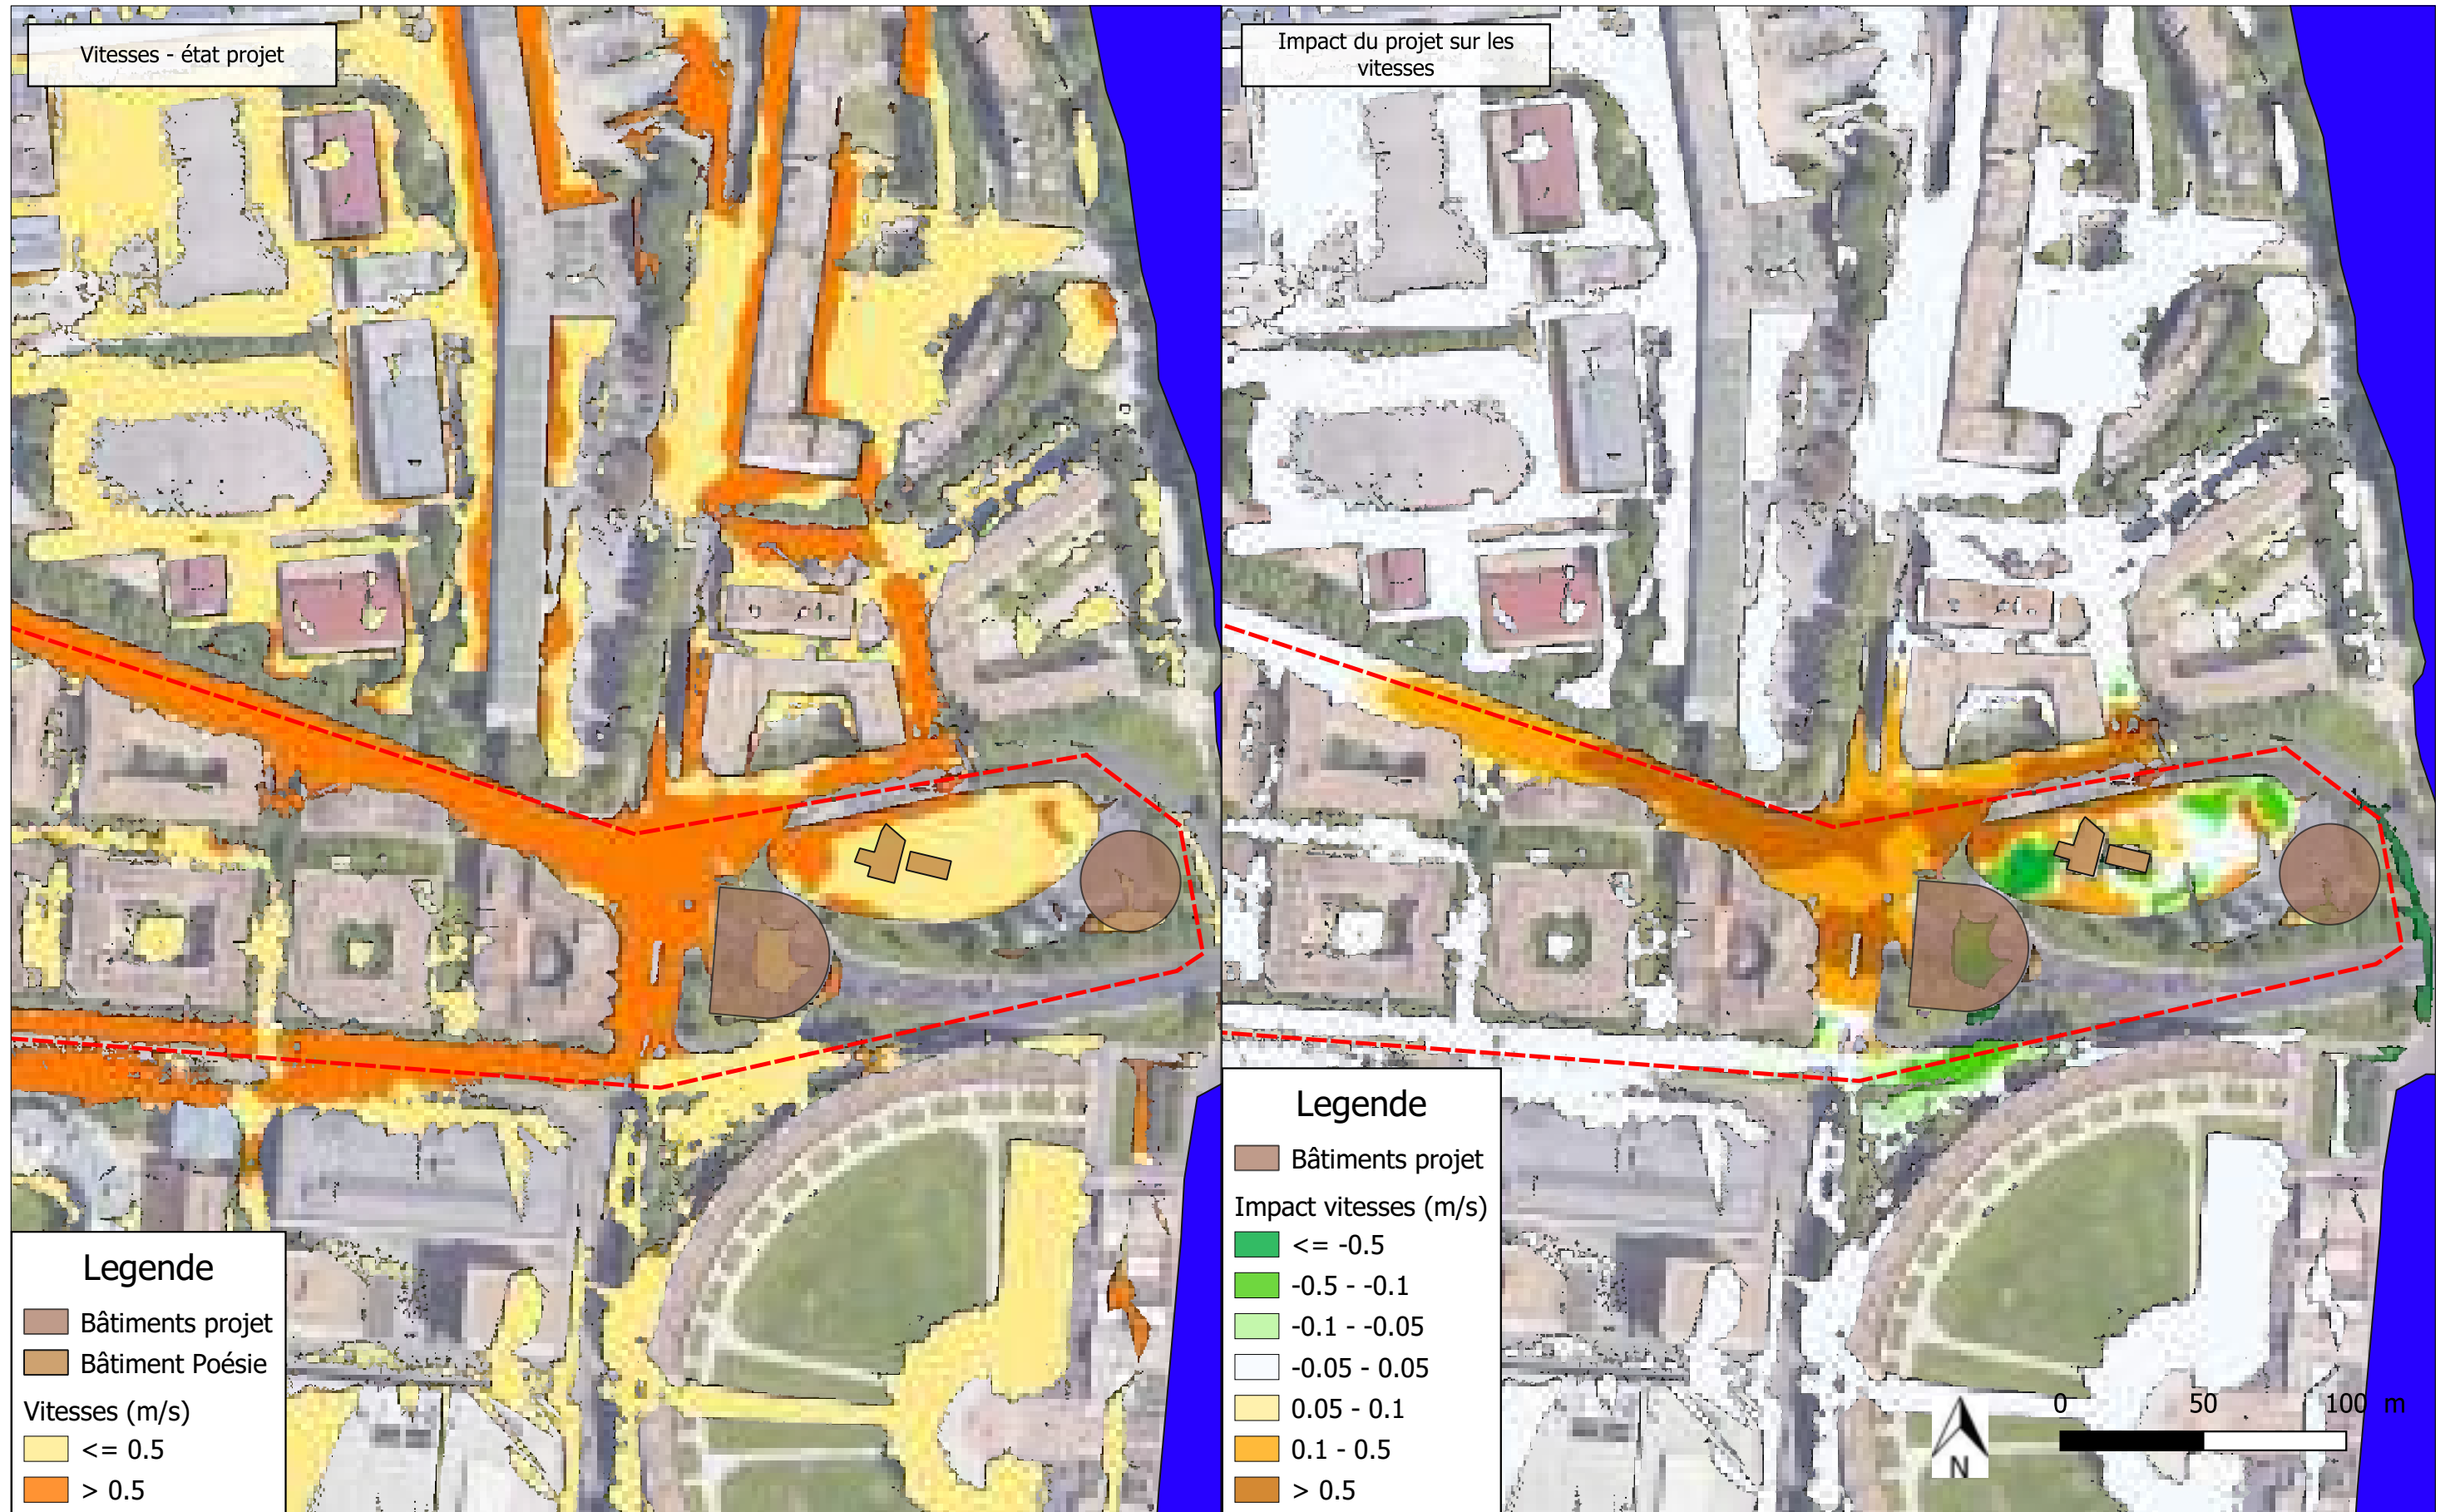 Vitesses - état projet
Legende
Bâtiments projet
Bâtiment Poésie
Vitesses (m/s)
<= 0.5
> 0.5
Impact du projet sur les
vitesses
Legende
Bâtiments projet
Impact vitesses (m/s)
<= -0.5
-0.5 - -0.1
-0.1 - -0.05
-0.05 - 0.05
0.05 - 0.1
0.1 - 0.5
> 0.5
0 50 100 m
N